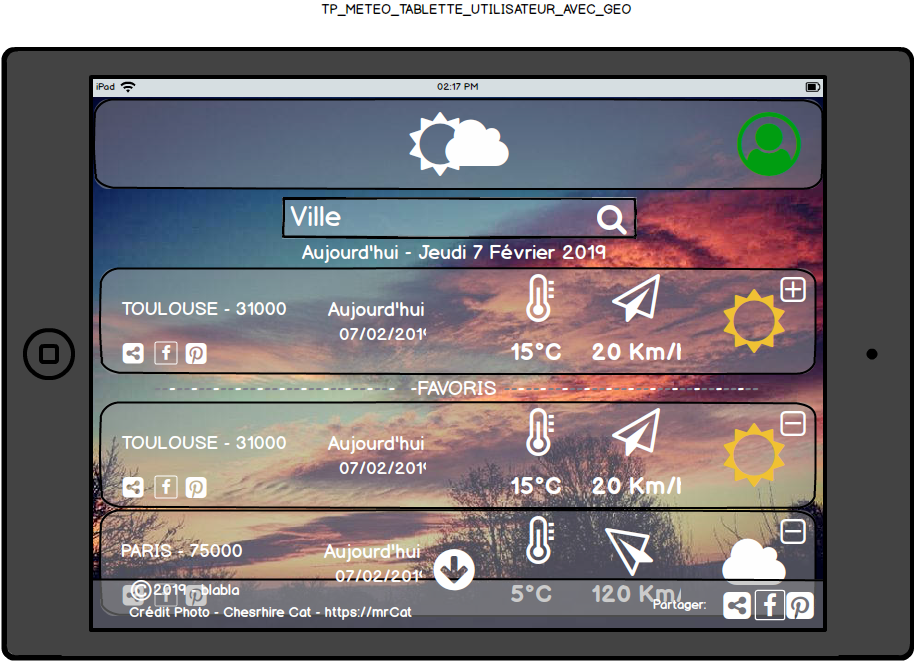 TP_METEO_TABLETTE_UTILISATEUR_AVEC_GEO
iPad 02:17 PM
Ville
Aujourd'hui - Jeudi 7 Février 2019
TOULOUSE - 31000 Aujourd'hui
07/02/2019
15°C 20 Km/l
-FAVORIS
TOULOUSE - 31000 Aujourd'hui
07/02/2019
15°C 20 Km/l
PARIS - 75000 Aujourd'hui
07/02/2019
5°C 120 Km/
© 2019 - blabla
Partager:
Crédit Photo - Chesrhire Cat - https://mrCat